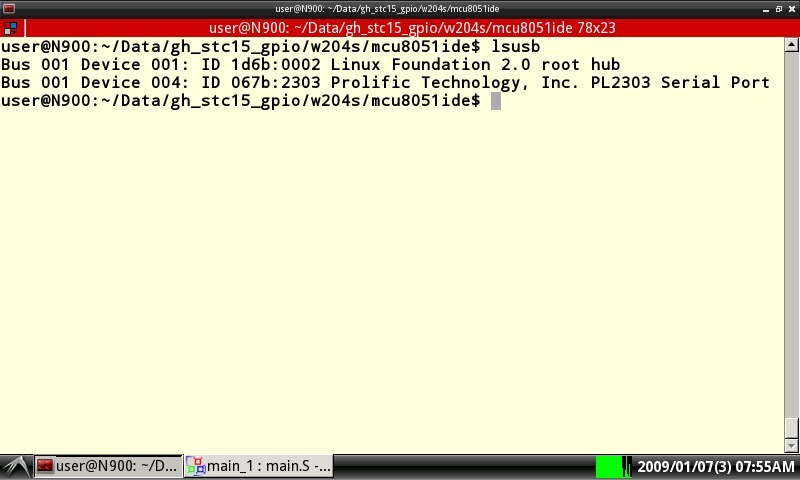 user@N900: ~/Data/gh_stc15_gpio/w204s/mcu8051ide
user@N900: ~/Data/gh_stc15_gpio/w204s/mcu8051ide 78x23
user@N900:~/Data/gh_stc15_gpio/w204s/mcu8051ide$ lsusb
Bus 001 Device 001: ID 1d6b:0002 Linux Foundation 2.0 root hub
Bus 001 Device 004: ID 067b:2303 Prolific Technology, Inc. PL2303 Serial Port
user@N900:~/Data/gh_stc15_gpio/w204s/mcu8051ide$
user@N900: ~/D... main_1 : main.S -... 2009/01/07(3) 07:55AM